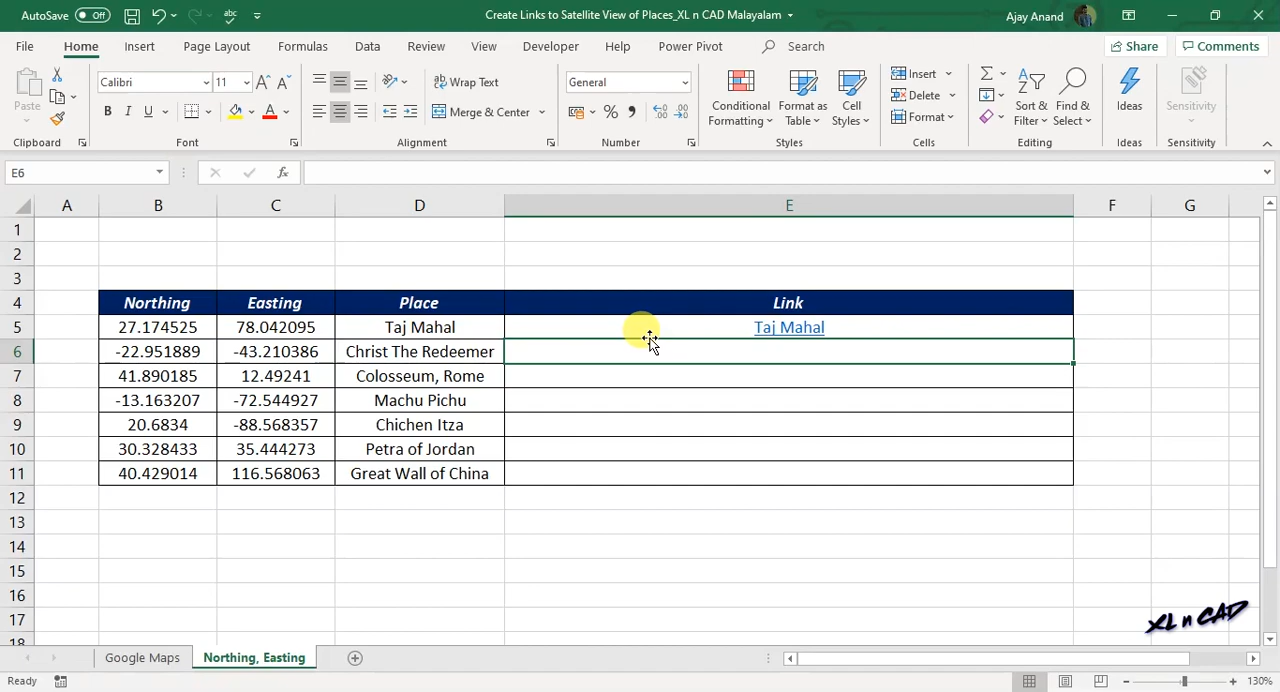 AutoSave Off Create Links to Satellite View of Places_XL n CAD Malayalam Ajay Anand
File Home Insert Page Layout Formulas Data Review View Developer Help Power Pivot Search Share Comments
Paste Calibri 11 A A Wrap Text General Conditional Formatting Format as Table Cell Styles Insert Delete Format Sort & Filter Find & Select Ideas Sensitivity
B I U A Merge & Center % ,
Clipboard Font Alignment Number Styles Cells Editing Ideas Sensitivity
E6 fx
A B C D E F G
1
2
3
4 Northing Easting Place Link
5 27.174525 78.042095 Taj Mahal Taj Mahal
6 -22.951889 -43.210386 Christ The Redeemer
7 41.890185 12.49241 Colosseum, Rome
8 -13.163207 -72.544927 Machu Pichu
9 20.6834 -88.568357 Chichen Itza
10 30.328433 35.444273 Petra of Jordan
11 40.429014 116.568063 Great Wall of China
12
13
14
15
16
17
18
XL n CAD
Google Maps Northing, Easting
Ready 130%